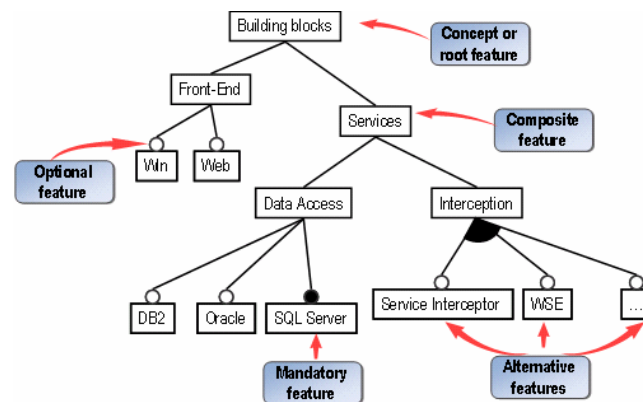 Building blocks
Concept or
root feature
Front-End
Services
Composite
feature
Optional
feature
Win
Web
Data Access
Interception
DB2
Oracle
SQL Server
Service Interceptor
WSE
...
Mandatory
feature
Alternative
features